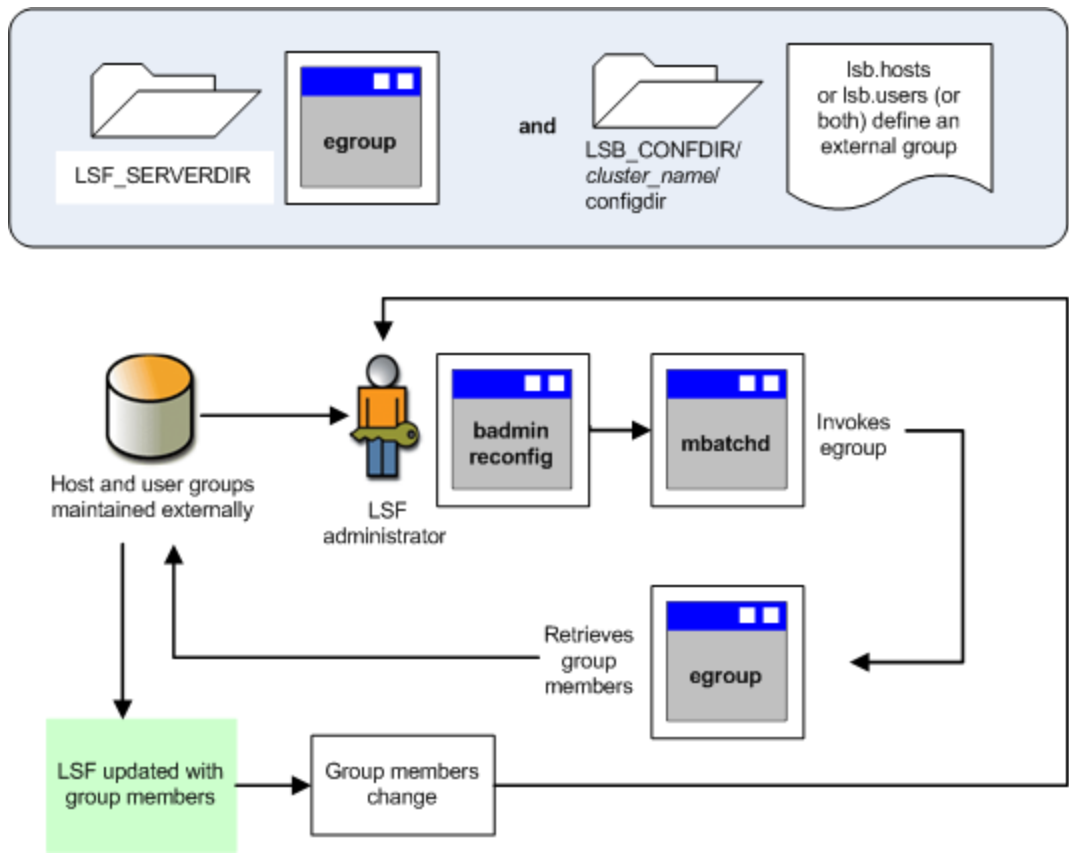 LSF_SERVERDIR
egroup
and
LSB_CONFDIR/
cluster_name/
configdir
lsb.hosts
or lsb.users (or
both) define an
external group
Host and user groups
maintained externally
LSF
administrator
badmin
reconfig
mbatchd
Invokes
egroup
Retrieves
group
members
egroup
LSF updated with
group members
Group members
change